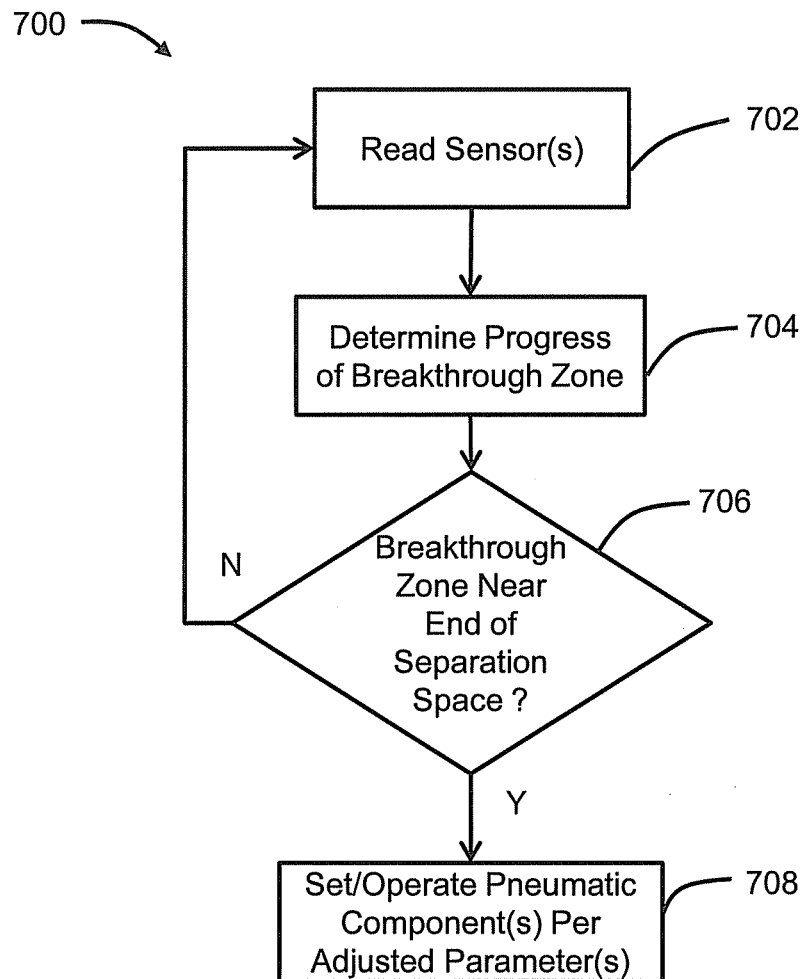 700
702
Read Sensor(s)
704
Determine Progress
of Breakthrough Zone
706
Breakthrough
Zone Near
End of
Separation
Space ?
N
Y
708
Set/Operate Pneumatic
Component(s) Per
Adjusted Parameter(s)